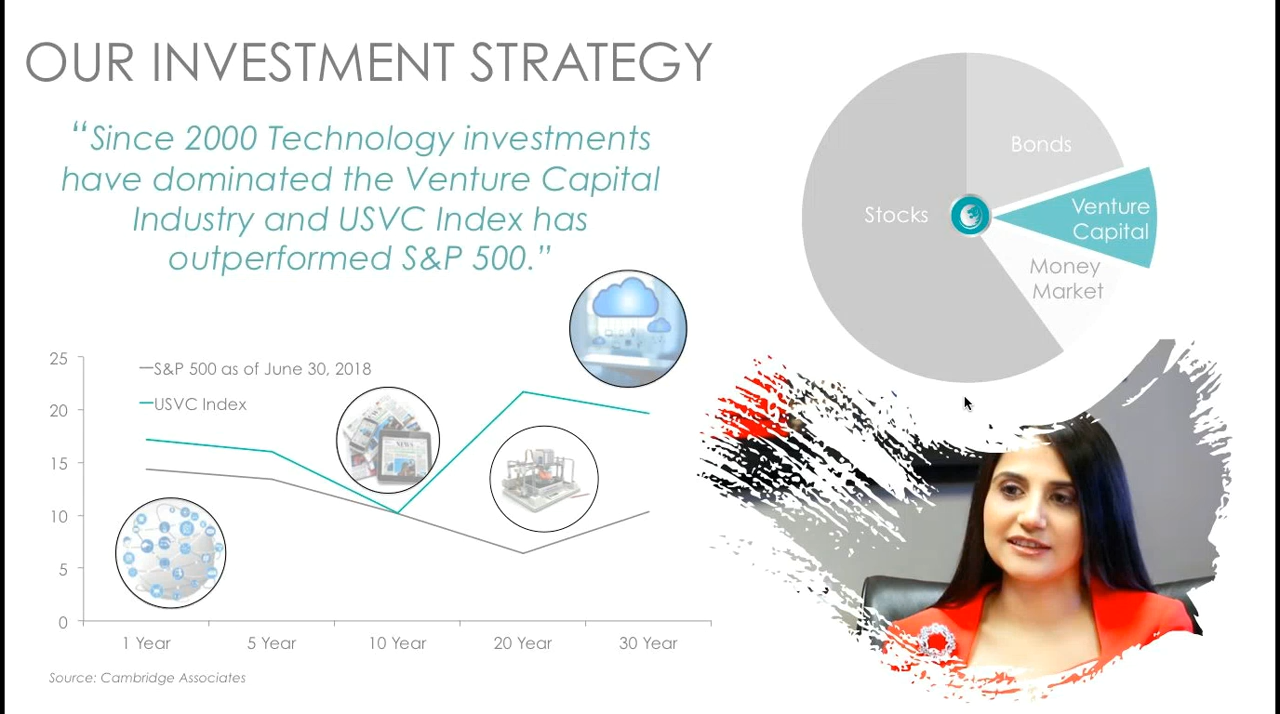 OUR INVESTMENT STRATEGY
“Since 2000 Technology investments
have dominated the Venture Capital
Industry and USVC Index has
outperformed S&P 500.”
Bonds
Stocks
Venture
Capital
Money
Market
25
20
15
10
5
0
S&P 500 as of June 30, 2018
USVC Index
NEWS
1 Year
5 Year
10 Year
20 Year
30 Year
Source: Cambridge Associates